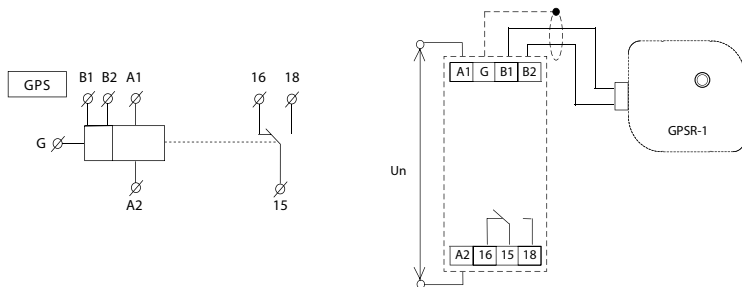 GPS
B1 B2 A1
16 18
G
A2
15
A1 G B1 B2
GPSR-1
Un
A2 16 15 18